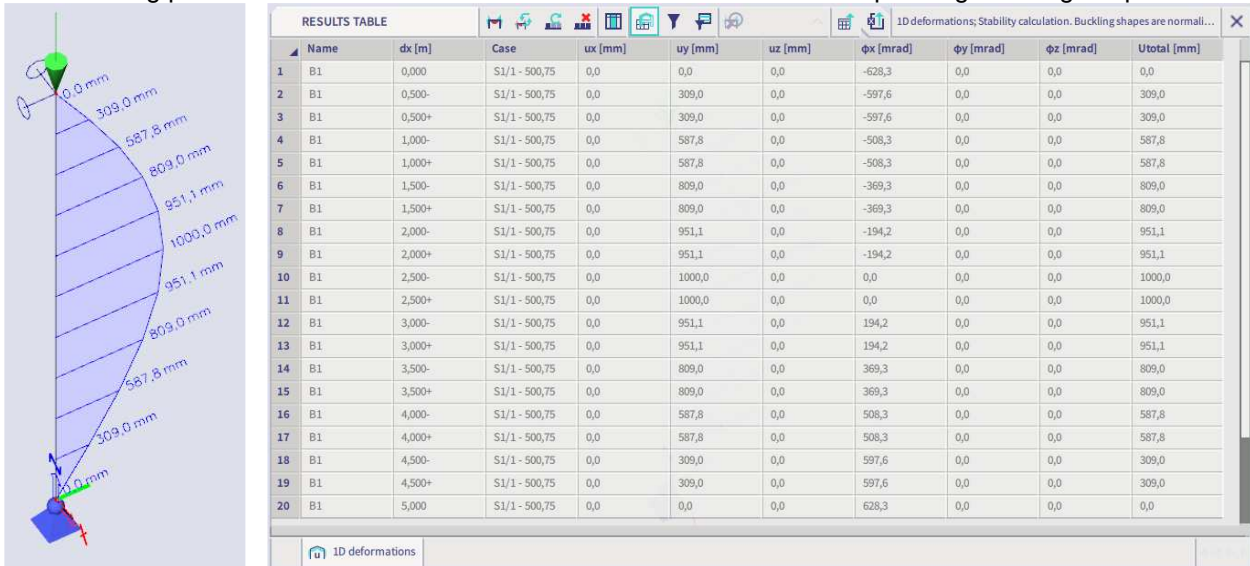 0,0 mm
309,0 mm
587,8 mm
809,0 mm
951,1 mm
1000,0 mm
951,1 mm
809,0 mm
587,8 mm
309,0 mm
0,0 mm
RESULTS TABLE 1D deformations; Stability calculation. Buckling shapes are normali...
Name dx [m] Case ux [mm] uy [mm] uz [mm] φx [mrad] φy [mrad] φz [mrad] Utotal [mm]
1 B1 0,000 S1/1 - 500,75 0,0 0,0 0,0 -628,3 0,0 0,0 0,0
2 B1 0,500- S1/1 - 500,75 0,0 309,0 0,0 -597,6 0,0 0,0 309,0
3 B1 0,500+ S1/1 - 500,75 0,0 309,0 0,0 -597,6 0,0 0,0 309,0
4 B1 1,000- S1/1 - 500,75 0,0 587,8 0,0 -508,3 0,0 0,0 587,8
5 B1 1,000+ S1/1 - 500,75 0,0 587,8 0,0 -508,3 0,0 0,0 587,8
6 B1 1,500- S1/1 - 500,75 0,0 809,0 0,0 -369,3 0,0 0,0 809,0
7 B1 1,500+ S1/1 - 500,75 0,0 809,0 0,0 -369,3 0,0 0,0 809,0
8 B1 2,000- S1/1 - 500,75 0,0 951,1 0,0 -194,2 0,0 0,0 951,1
9 B1 2,000+ S1/1 - 500,75 0,0 951,1 0,0 -194,2 0,0 0,0 951,1
10 B1 2,500- S1/1 - 500,75 0,0 1000,0 0,0 0,0 0,0 0,0 1000,0
11 B1 2,500+ S1/1 - 500,75 0,0 1000,0 0,0 0,0 0,0 0,0 1000,0
12 B1 3,000- S1/1 - 500,75 0,0 951,1 0,0 194,2 0,0 0,0 951,1
13 B1 3,000+ S1/1 - 500,75 0,0 951,1 0,0 194,2 0,0 0,0 951,1
14 B1 3,500- S1/1 - 500,75 0,0 809,0 0,0 369,3 0,0 0,0 809,0
15 B1 3,500+ S1/1 - 500,75 0,0 809,0 0,0 369,3 0,0 0,0 809,0
16 B1 4,000- S1/1 - 500,75 0,0 587,8 0,0 508,3 0,0 0,0 587,8
17 B1 4,000+ S1/1 - 500,75 0,0 587,8 0,0 508,3 0,0 0,0 587,8
18 B1 4,500- S1/1 - 500,75 0,0 309,0 0,0 597,6 0,0 0,0 309,0
19 B1 4,500+ S1/1 - 500,75 0,0 309,0 0,0 597,6 0,0 0,0 309,0
20 B1 5,000 S1/1 - 500,75 0,0 0,0 0,0 628,3 0,0 0,0 0,0
1D deformations